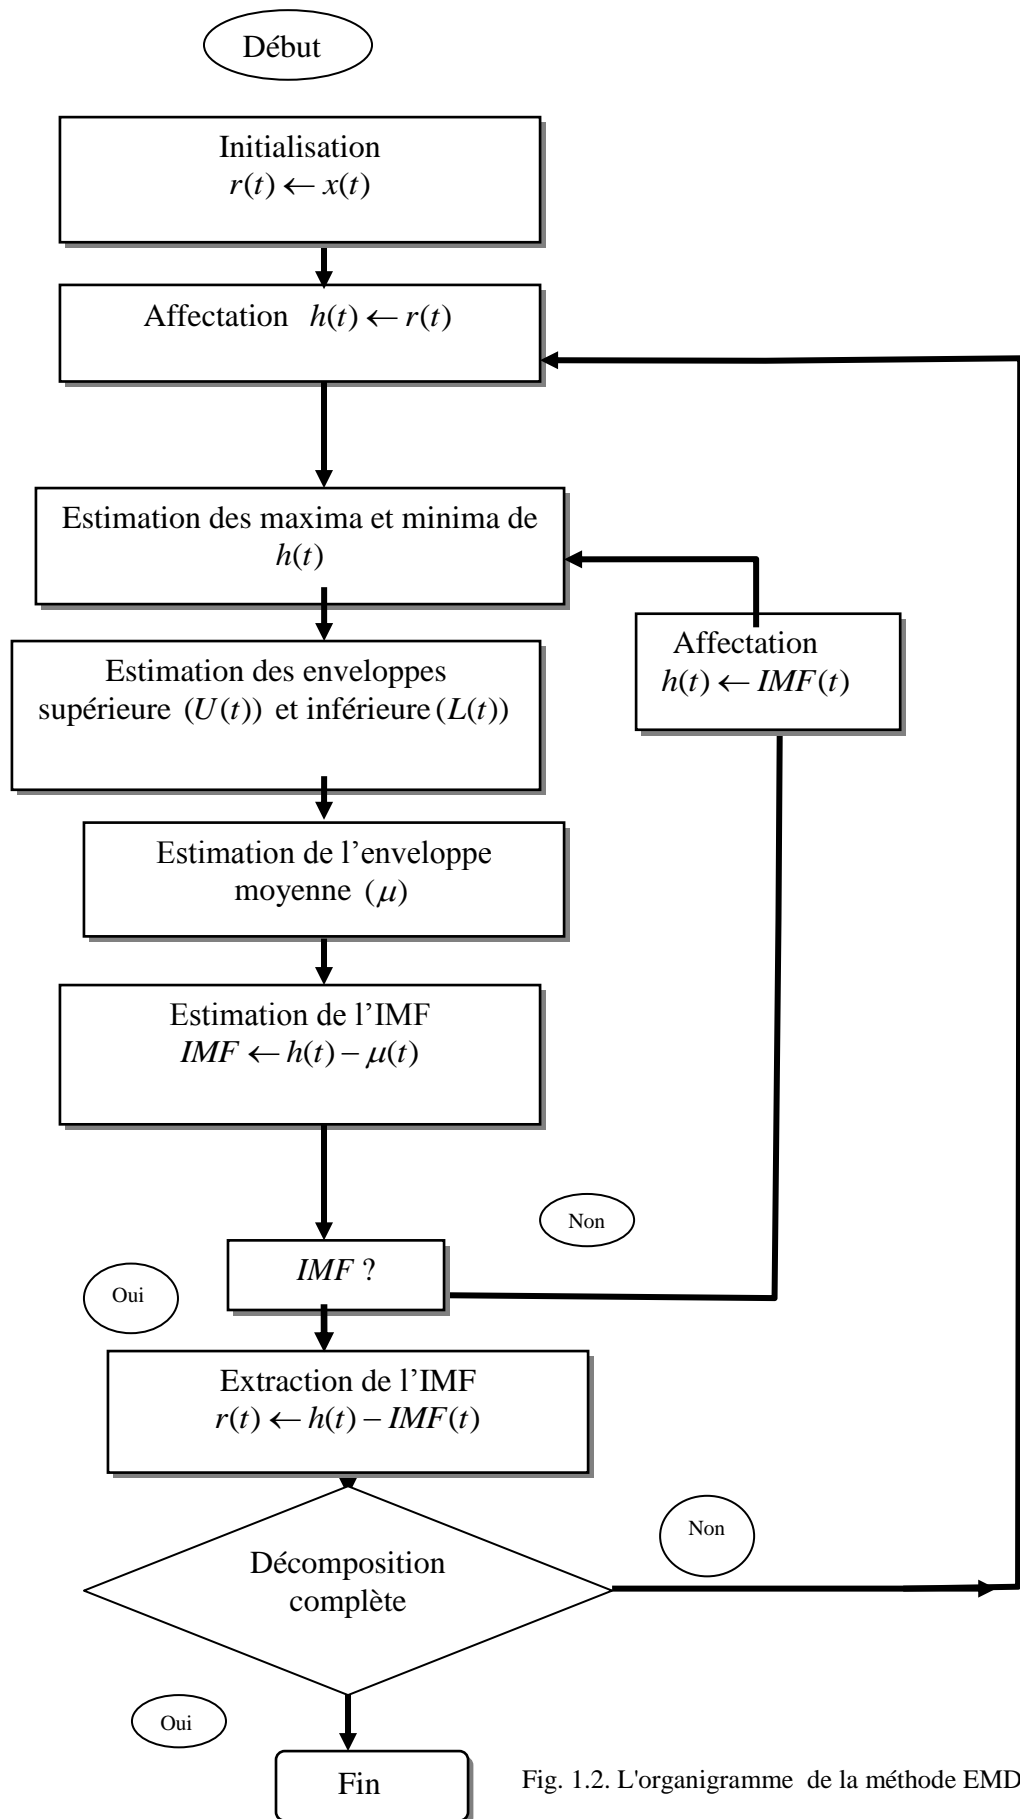 Début
Initialisation
r(t) ← x(t)
Affectation h(t) ← r(t)
Estimation des maxima et minima de
h(t)
Affectation
h(t) ← IMF(t)
Estimation des enveloppes
supérieure (U(t)) et inférieure (L(t))
Estimation de l’enveloppe
moyenne (μ)
Estimation de l’IMF
IMF ← h(t) − μ(t)
Non
IMF ?
Oui
Extraction de l’IMF
r(t) ← h(t) − IMF(t)
Non
Décomposition
complète
Oui
Fin
Fig. 1.2. L'organigramme de la méthode EMD